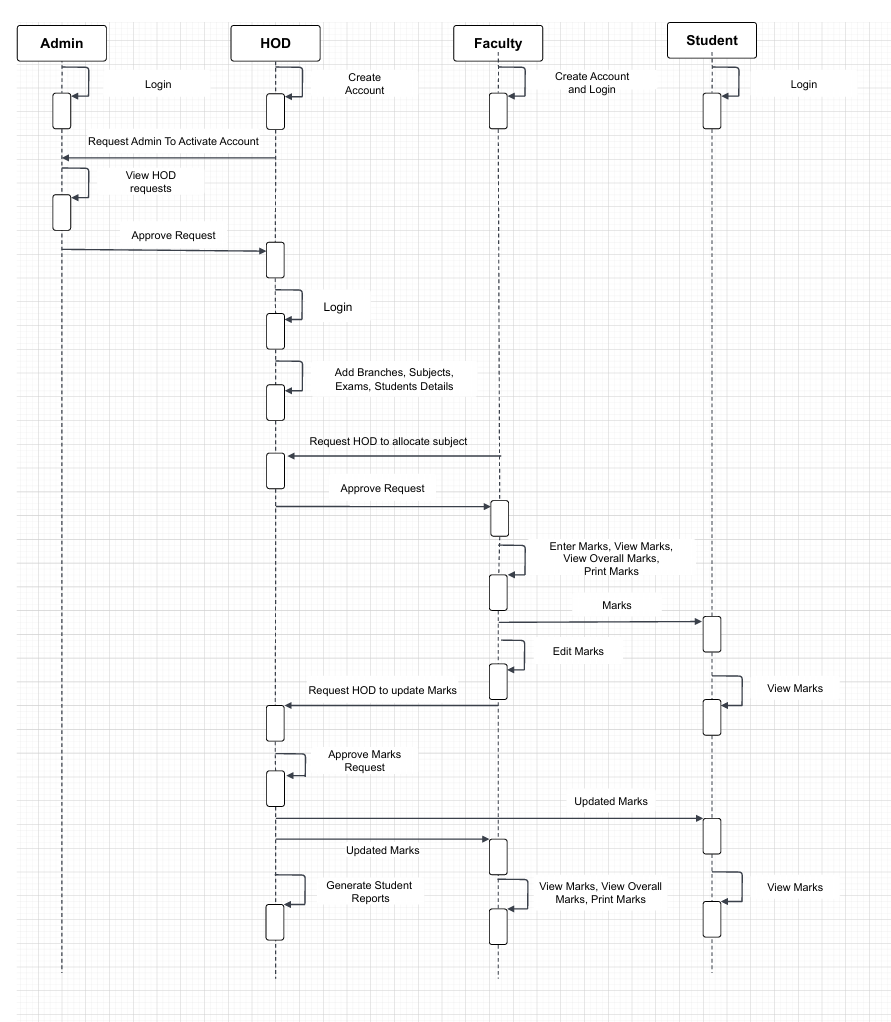 Admin
HOD
Faculty
Student
Login
Create
Account
Create Account
and Login
Login
Request Admin To Activate Account
View HOD
requests
Approve Request
Login
Add Branches, Subjects,
Exams, Students Details
Request HOD to allocate subject
Approve Request
Enter Marks, View Marks,
View Overall Marks,
Print Marks
Marks
Edit Marks
View Marks
Request HOD to update Marks
Approve Marks
Request
Updated Marks
Updated Marks
Generate Student
Reports
View Marks, View Overall
Marks, Print Marks
View Marks